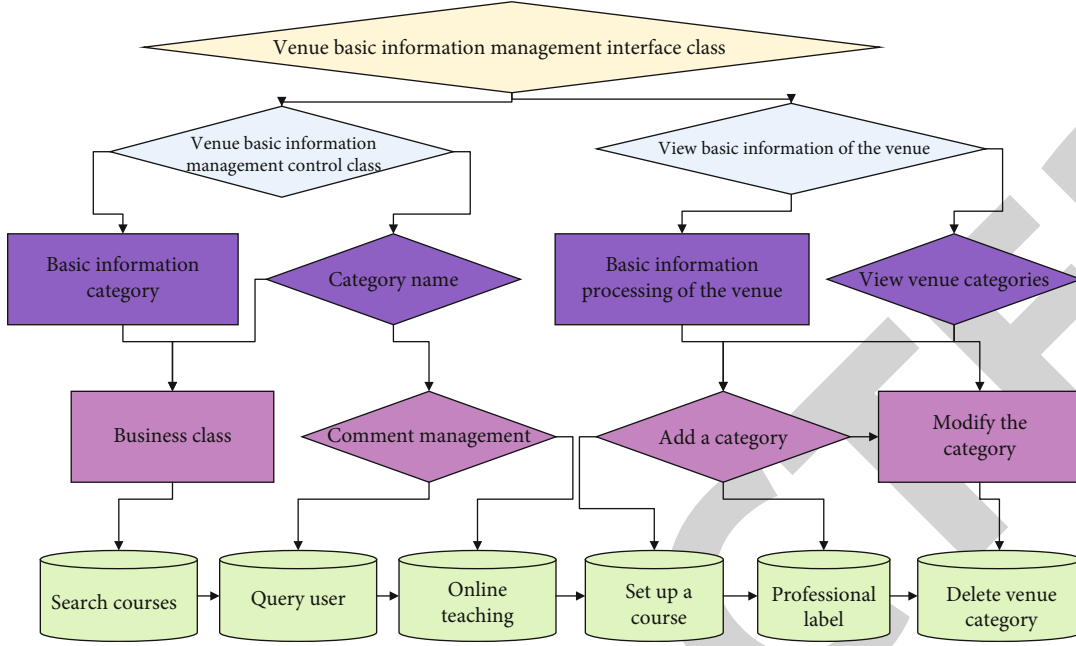 Venue basic information management interface class
Venue basic information
management control class
View basic information of the venue
Basic information
category
Category name
Basic information
processing of the venue
View venue categories
Business class
Comment management
Add a category
Modify the
category
Search courses
Query user
Online
teaching
Set up a
course
Professional
label
Delete venue
category